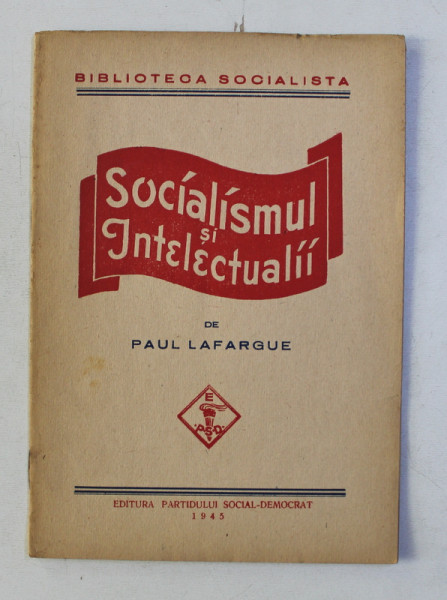 BIBLIOTECA SOCIALISTA
Socialismul
și
Intelectualii
DE
PAUL LAFARGUE
E
P.S.D.
EDITURA PARTIDULUI SOCIAL-DEMOCRAT
1945